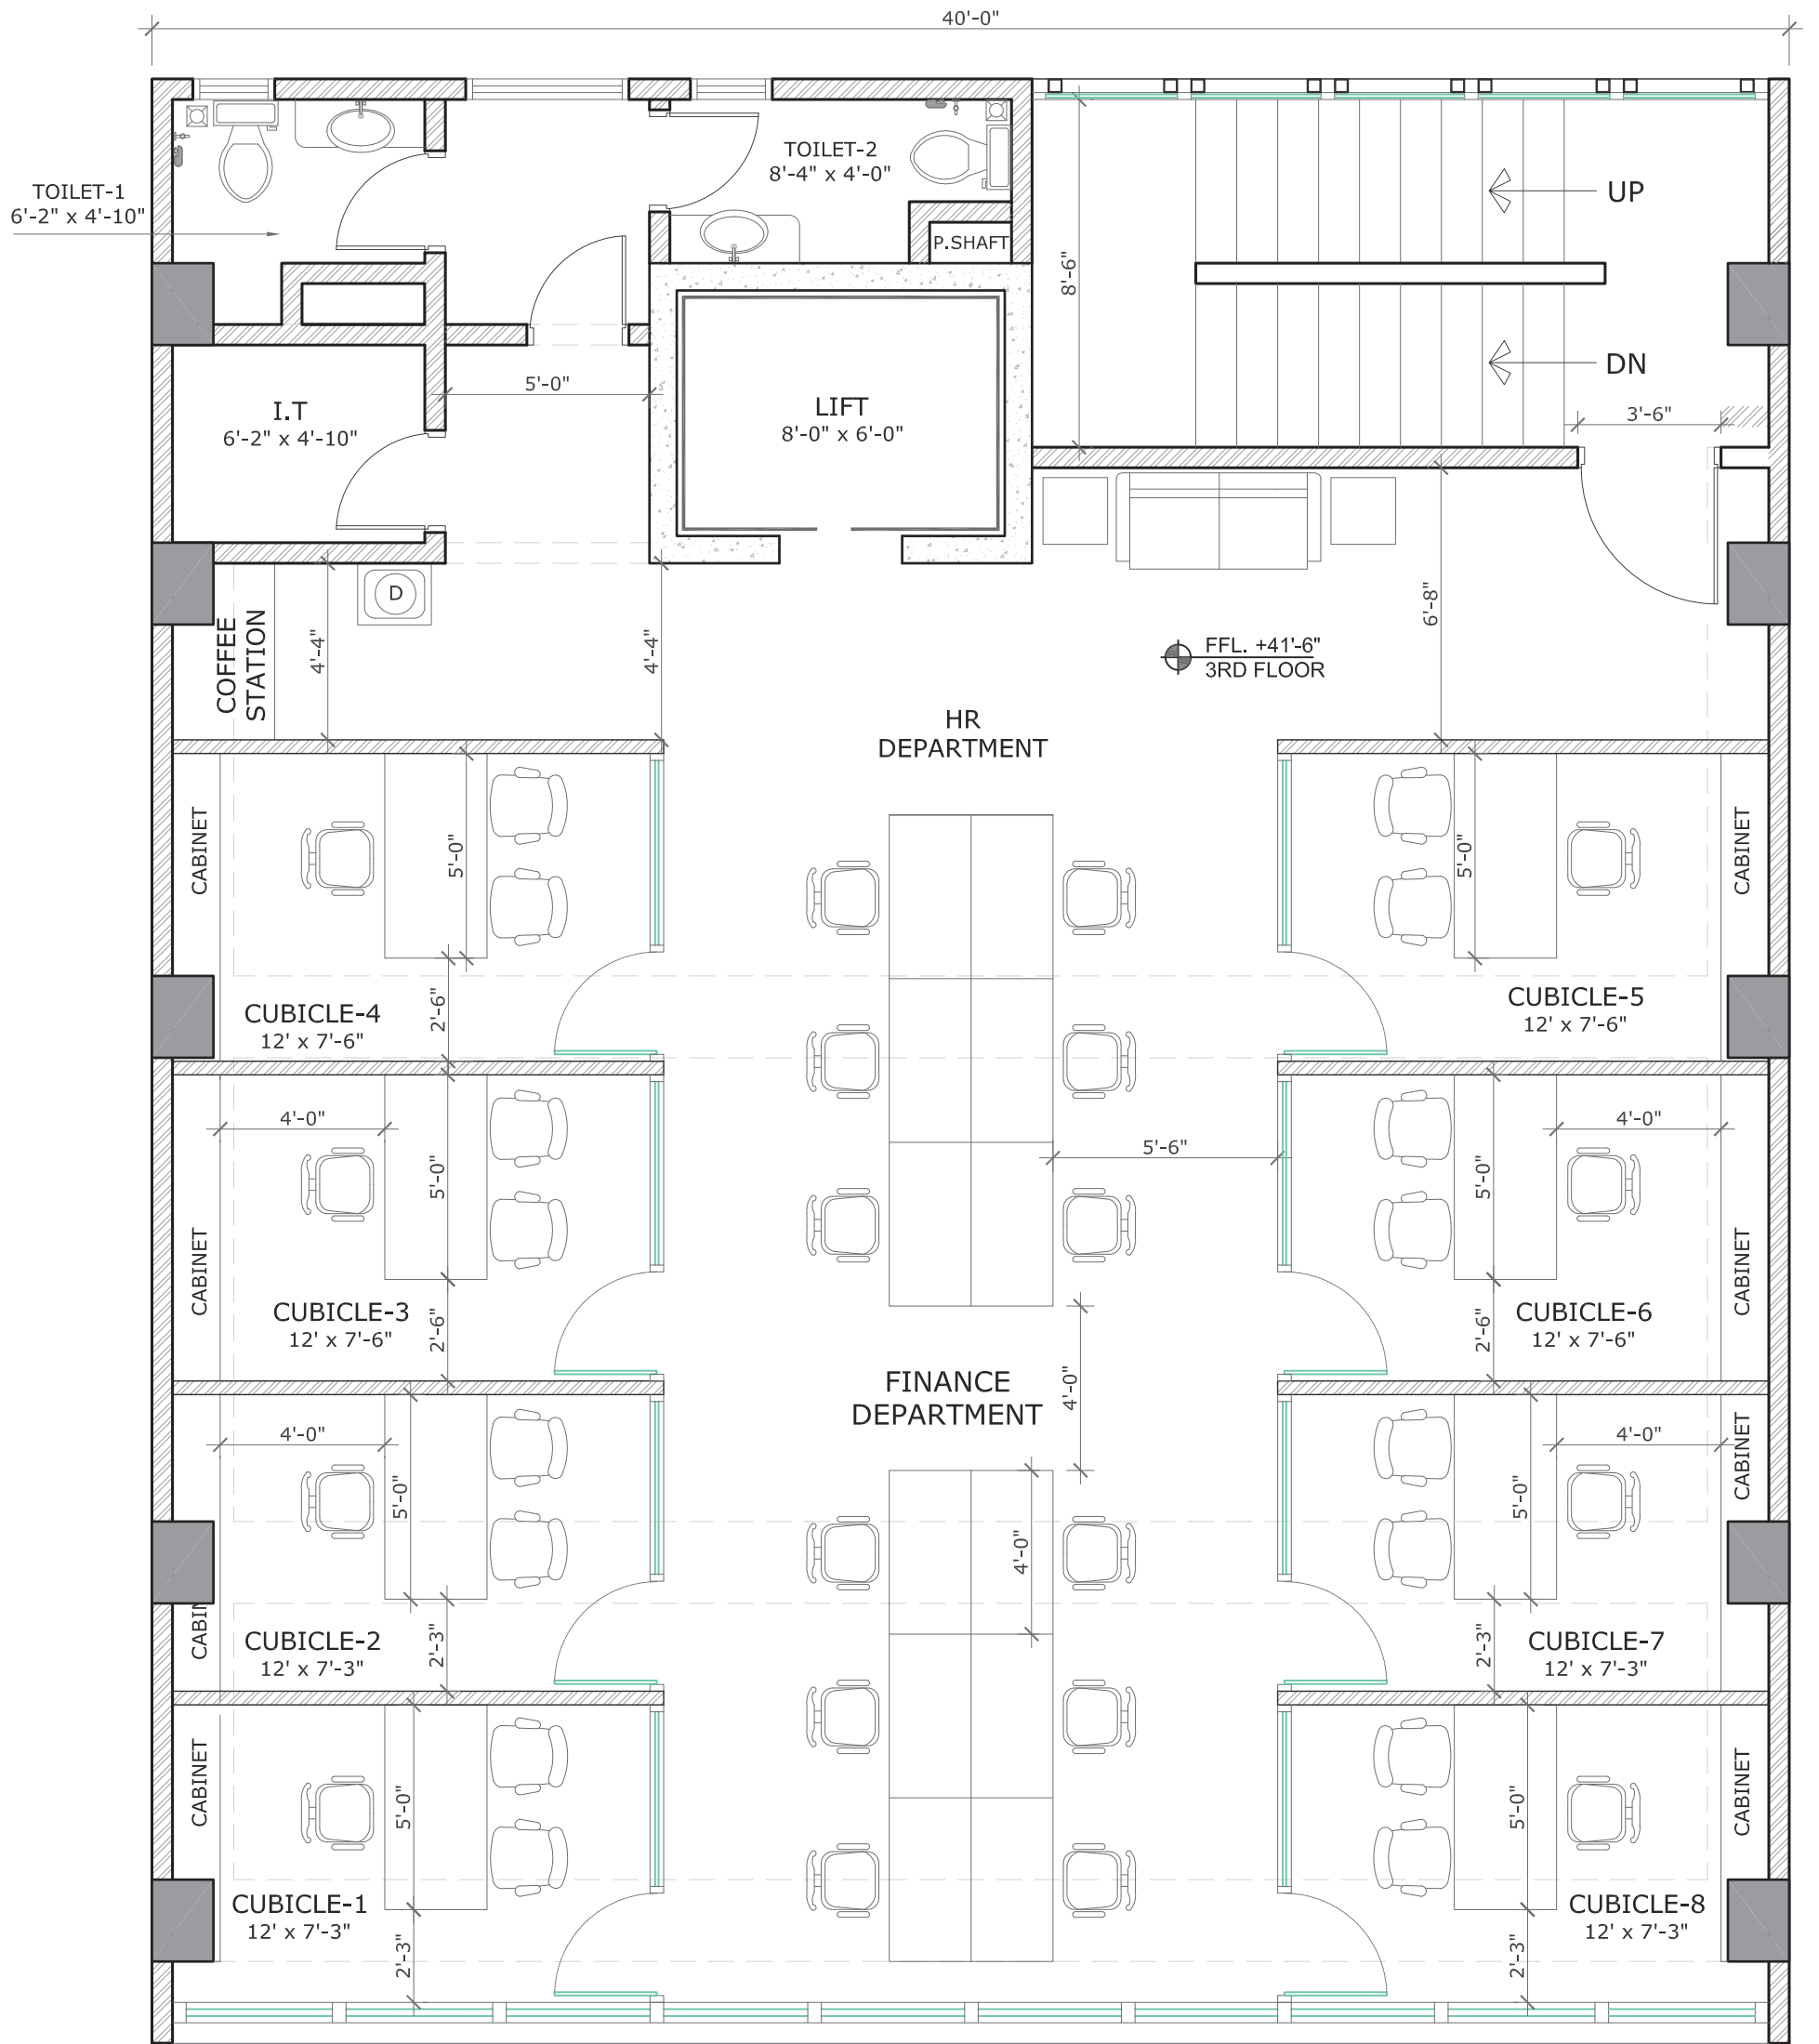 40'-0"
TOILET-1
6'-2" x 4'-10"
TOILET-2
8'-4" x 4'-0"
P.SHAFT
UP
8'-6"
DN
3'-6"
5'-0"
I.T
6'-2" x 4'-10"
LIFT
8'-0" x 6'-0"
D
COFFEE
STATION
4'-4"
4'-4"
6'-8"
FFL. +41'-6"
3RD FLOOR
HR
DEPARTMENT
CABINET
5'-0"
2'-6"
CUBICLE-4
12' x 7'-6"
5'-0"
CABINET
CUBICLE-5
12' x 7'-6"
4'-0"
5'-0"
CABINET
2'-6"
CUBICLE-3
12' x 7'-6"
5'-6"
4'-0"
5'-0"
CABINET
2'-6"
CUBICLE-6
12' x 7'-6"
FINANCE
DEPARTMENT
4'-0"
4'-0"
4'-0"
5'-0"
CABIN
2'-3"
CUBICLE-2
12' x 7'-3"
4'-0"
5'-0"
CABINET
2'-3"
CUBICLE-7
12' x 7'-3"
CABINET
5'-0"
CUBICLE-1
12' x 7'-3"
2'-3"
5'-0"
CABINET
CUBICLE-8
12' x 7'-3"
2'-3"